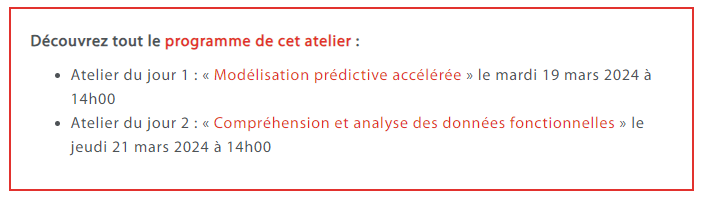 Découvrez tout le programme de cet atelier :
• Atelier du jour 1 : « Modélisation prédictive accélérée » le mardi 19 mars 2024 à
14h00
• Atelier du jour 2 : « Compréhension et analyse des données fonctionnelles » le
jeudi 21 mars 2024 à 14h00